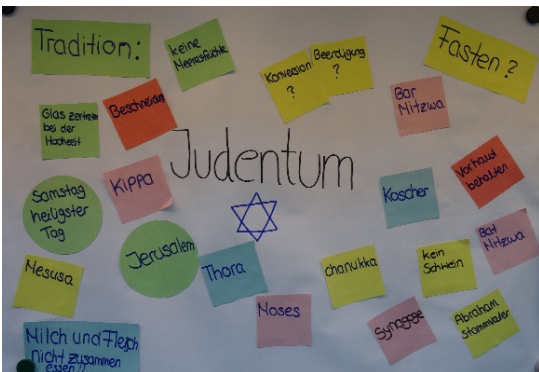 Tradition:
keine
Meeresfrüchte
Konversion
?
Beerdigung
?
Fasten?
Glas zertreten
bei der
Hochzeit
Beschneidung
Bar
Mitzwa
Judentum
Samstag
heiligster
Tag
Kippa
Koscher
Vorhaut
behalten
Jerusalem
Bat
Mitzwa
Mesusa
Thora
chanukka
kein
Schwein
Moses
Synagoge
Abraham
Stammvater
Milch und Fleisch
nicht zusammen
essen!!